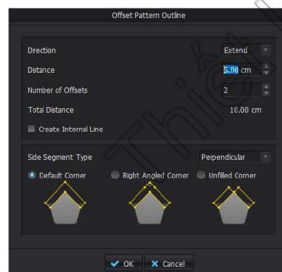 Offset Pattern Outline
Direction Extend
Distance 5.00 cm
Number of Offsets 2
Total Distance 10.00 cm
Create Internal Line
Side Segment Type Perpendicular
Default Corner Right Angled Corner Unfilled Corner
OK Cancel